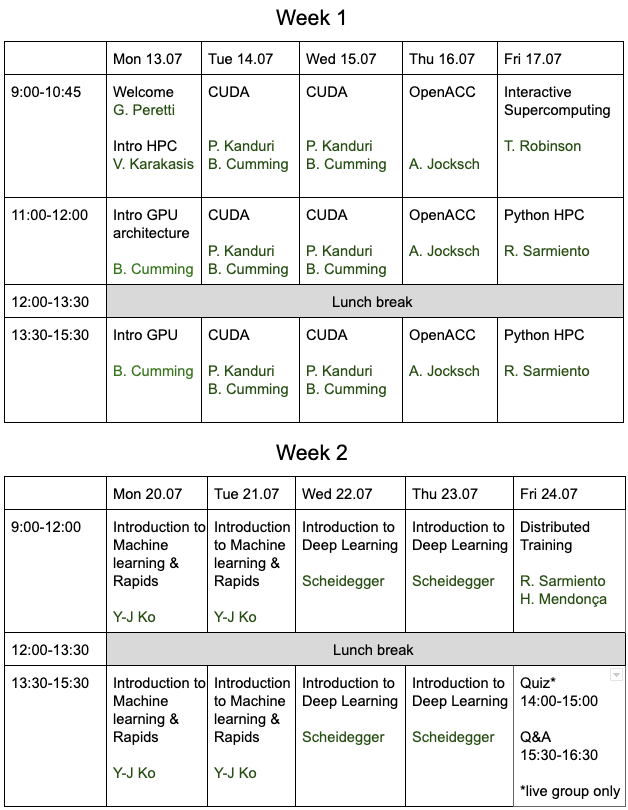 Week 1
Mon 13.07 Tue 14.07 Wed 15.07 Thu 16.07 Fri 17.07
9:00-10:45 Welcome CUDA CUDA OpenACC Interactive
G. Peretti Supercomputing
Intro HPC P. Kanduri P. Kanduri T. Robinson
V. Karakasis B. Cumming B. Cumming A. Jocksch
11:00-12:00 Intro GPU CUDA CUDA OpenACC Python HPC
architecture
P. Kanduri P. Kanduri A. Jocksch R. Sarmiento
B. Cumming B. Cumming B. Cumming
12:00-13:30 Lunch break
13:30-15:30 Intro GPU CUDA CUDA OpenACC Python HPC
B. Cumming P. Kanduri P. Kanduri A. Jocksch R. Sarmiento
B. Cumming B. Cumming
Week 2
Mon 20.07 Tue 21.07 Wed 22.07 Thu 23.07 Fri 24.07
9:00-12:00 Introduction to Introduction Introduction to Introduction to Distributed
Machine to Machine Deep Learning Deep Learning Training
learning & learning &
Rapids Rapids Scheidegger Scheidegger R. Sarmiento
H. Mendonça
Y-J Ko Y-J Ko
12:00-13:30 Lunch break
13:30-15:30 Introduction to Introduction Introduction to Introduction to Quiz*
Machine to Machine Deep Learning Deep Learning 14:00-15:00
learning & learning &
Rapids Rapids Scheidegger Scheidegger Q&A
15:30-16:30
Y-J Ko Y-J Ko
*live group only